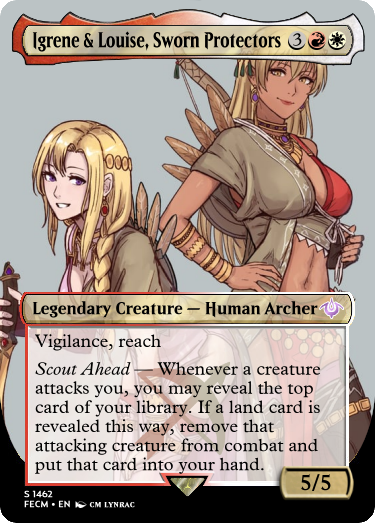 Igrene & Louise, Sworn Protectors 3
Legendary Creature — Human Archer
Vigilance, reach
Scout Ahead — Whenever a creature
attacks you, you may reveal the top
card of your library. If a land card is
revealed this way, remove that
attacking creature from combat and
put that card into your hand.
5/5
S 1462
FECM • EN CM LYNRAC